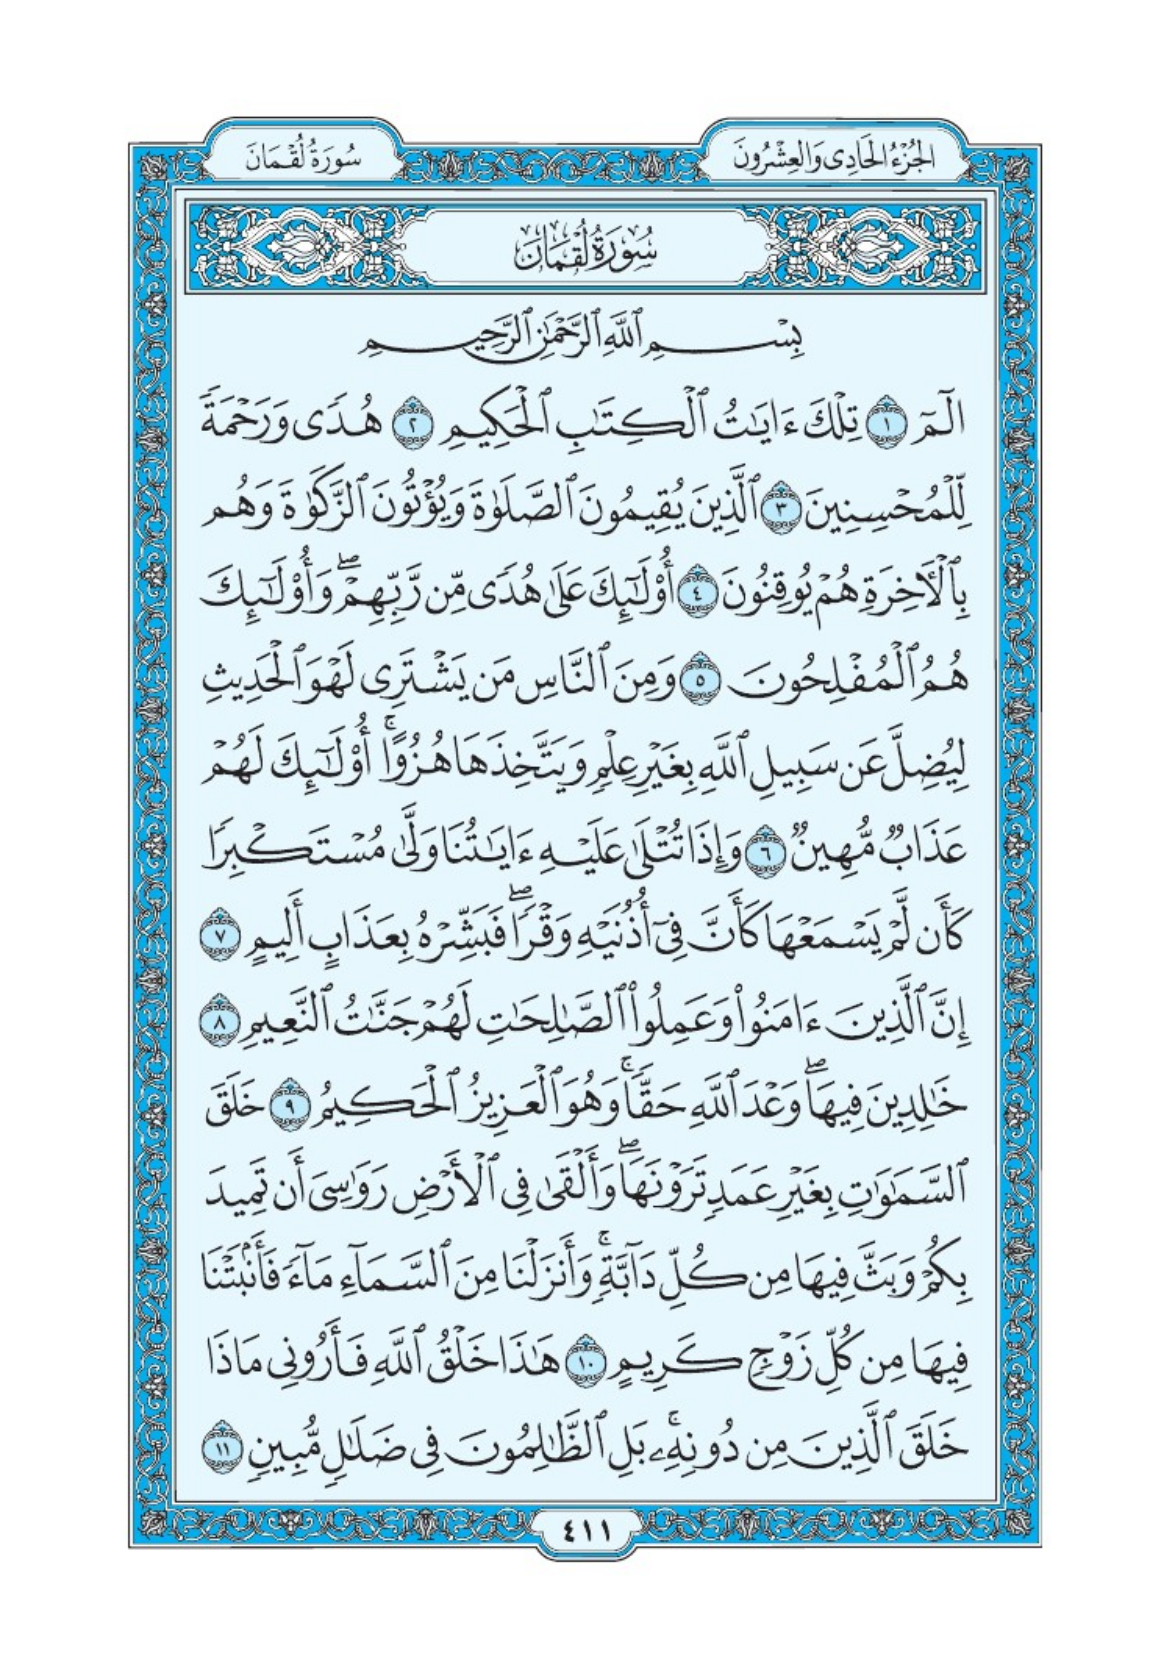 الجُزْءُ الحَادِى وَالعِشْرُونَ
سُورَةُ لُقْمَانَ
سُورَةُ لُقْمَانَ
بِسْمِ ٱللَّهِ ٱلرَّحْمَٰنِ ٱلرَّحِيمِ
الٓمٓ ١ تِلْكَ ءَايَٰتُ ٱلْكِتَٰبِ ٱلْحَكِيمِ ٢ هُدًى وَرَحْمَةً
لِّلْمُحْسِنِينَ ٣ ٱلَّذِينَ يُقِيمُونَ ٱلصَّلَوٰةَ وَيُؤْتُونَ ٱلزَّكَوٰةَ وَهُم
بِٱلْأَخِرَةِ هُمْ يُوقِنُونَ ٤ أُوْلَٰٓئِكَ عَلَىٰ هُدًى مِّن رَّبِّهِمْۖ وَأُوْلَٰٓئِكَ
هُمُ ٱلْمُفْلِحُونَ ٥ وَمِنَ ٱلنَّاسِ مَن يَشْتَرِى لَهْوَ ٱلْحَدِيثِ
لِيُضِلَّ عَن سَبِيلِ ٱللَّهِ بِغَيْرِ عِلْمٍ وَيَتَّخِذَهَا هُزُوًاۚ أُوْلَٰٓئِكَ لَهُمْ
عَذَابٌ مُّهِينٌ ٦ وَإِذَا تُتْلَىٰ عَلَيْهِ ءَايَٰتُنَا وَلَّىٰ مُسْتَكْبِرًا
كَأَن لَّمْ يَسْمَعْهَا كَأَنَّ فِىٓ أُذُنَيْهِ وَقْرًاۖ فَبَشِّرْهُ بِعَذَابٍ أَلِيمٍ ٧
إِنَّ ٱلَّذِينَ ءَامَنُوا۟ وَعَمِلُوا۟ ٱلصَّٰلِحَٰتِ لَهُمْ جَنَّٰتُ ٱلنَّعِيمِ ٨
خَٰلِدِينَ فِيهَاۖ وَعْدَ ٱللَّهِ حَقًّاۚ وَهُوَ ٱلْعَزِيزُ ٱلْحَكِيمُ ٩ خَلَقَ
ٱلسَّمَٰوَٰتِ بِغَيْرِ عَمَدٍ تَرَوْنَهَاۖ وَأَلْقَىٰ فِى ٱلْأَرْضِ رَوَٰسِىَ أَن تَمِيدَ
بِكُمْ وَبَثَّ فِيهَا مِن كُلِّ دَآبَّةٍۚ وَأَنزَلْنَا مِنَ ٱلسَّمَآءِ مَآءً فَأَنۢبَتْنَا
فِيهَا مِن كُلِّ زَوْجٍ كَرِيمٍ ١٠ هَٰذَا خَلْقُ ٱللَّهِ فَأَرُونِى مَاذَا
خَلَقَ ٱلَّذِينَ مِن دُونِهِۦۚ بَلِ ٱلظَّٰلِمُونَ فِى ضَلَٰلٍ مُّبِينٍ ١١
٤١١